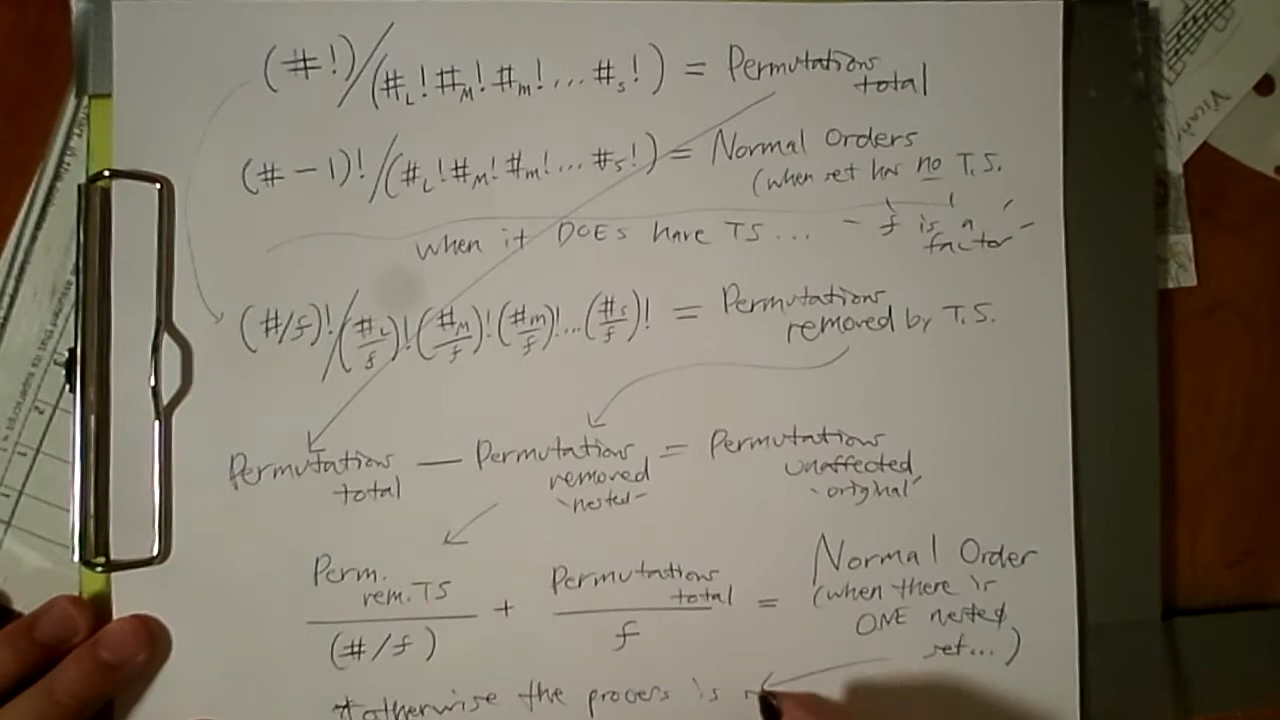 (#!)/(#L! #M! #m! ... #s!) = Permutations total
(#-1)!/(#L! #M! #m! ... #s!) = Normal Orders
(when set has no T.S.
when it DOEs have TS ... - f is a factor -
(#/f)!/(#L/f)! (#M/f)! (#m/f)! ... (#s/f)! = Permutations removed by T.S.
Permutations total — Permutations removed = Permutations unaffected
-nested- -original-
Perm. rem. TS/(#/f) + Permutations total/f = Normal Order
(when there is
ONE nested
set...)
*otherwise the process is
Vicari